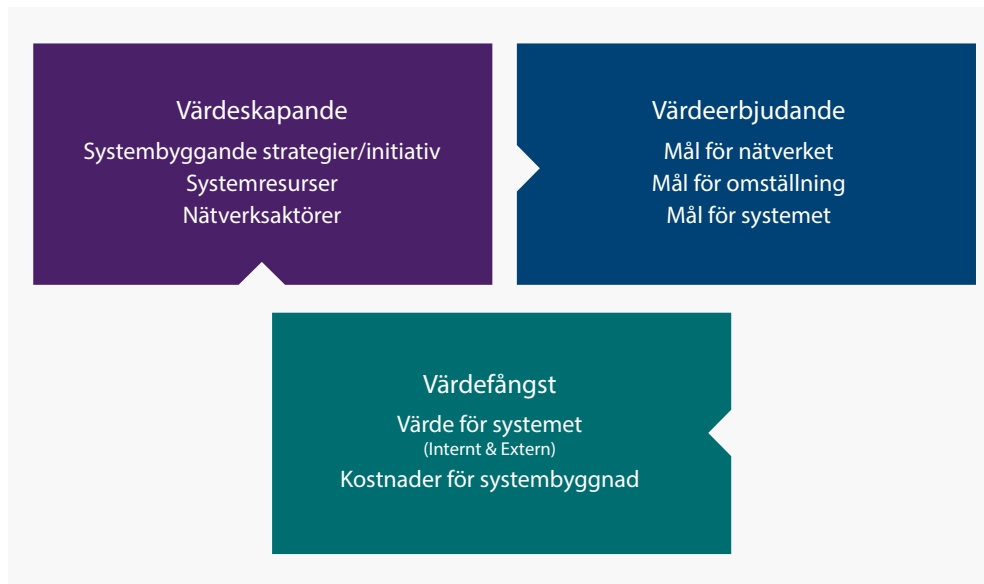 Värdeskapande
Systembyggande strategier/initiativ
Systemresurser
Nätverksaktörer
Värdeerbjudande
Mål för nätverket
Mål för omställning
Mål för systemet
Värdefångst
Värde för systemet
(Internt & Extern)
Kostnader för systembyggnad